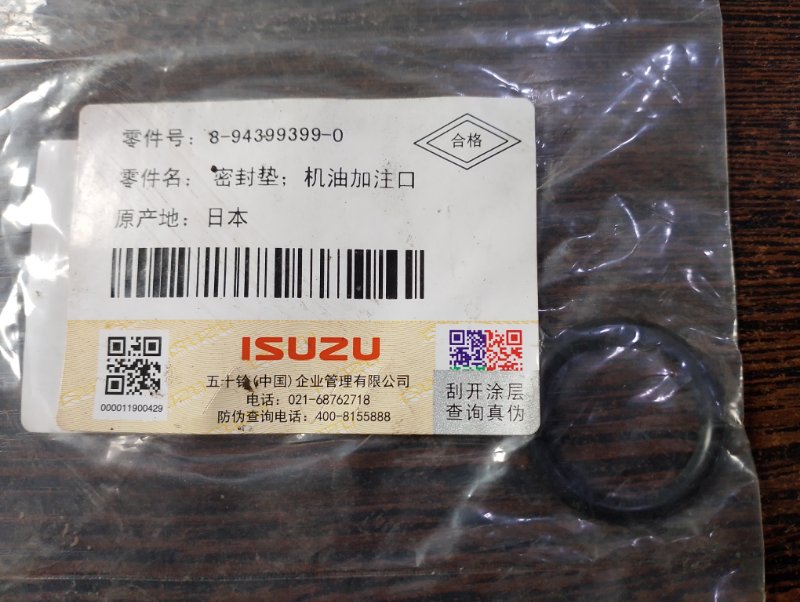 零件号: 8-94399399-0
合格
零件名: 密封垫; 机油加注口
原产地: 日本
ISUZU
000011900429
五十铃(中国)企业管理有限公司
电话: 021-68762718
防伪查询电话: 400-8155888
刮开涂层
查询真伪